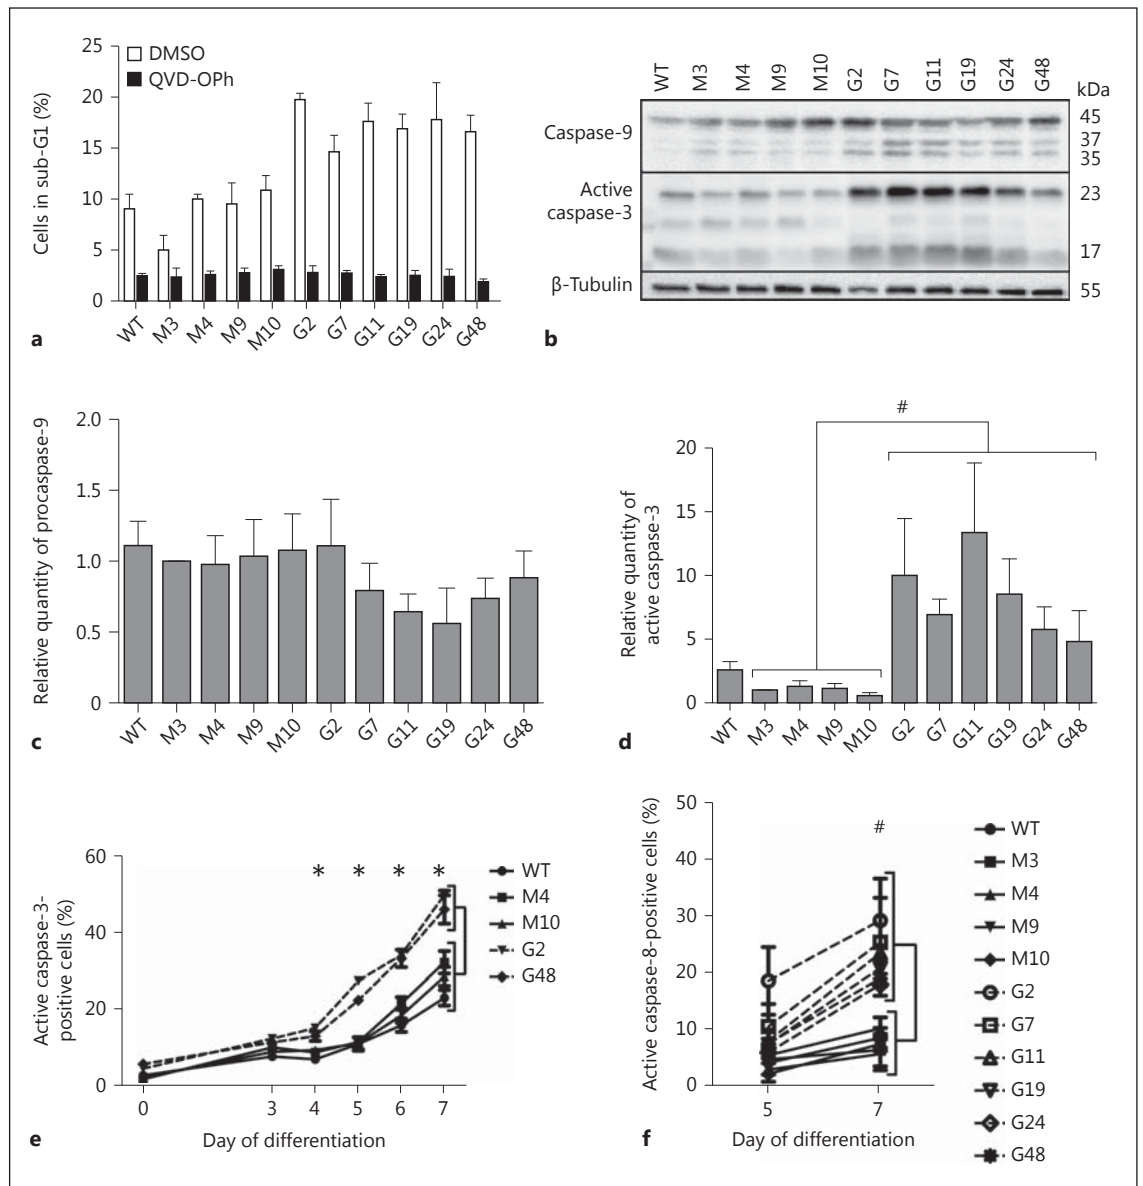 25
20
15
10
5
0
Cells in sub-G1 (%)
DMSO
QVD-OPh
WT
M3
M4
M9
M10
G2
G7
G11
G19
G24
G48
a
WT
M3
M4
M9
M10
G2
G7
G11
G19
G24
G48
kDa
Caspase-9
45
37
35
Active
caspase-3
23
17
β-Tubulin
55
b
2.0
1.5
1.0
0.5
0
Relative quantity of procaspase-9
WT
M3
M4
M9
M10
G2
G7
G11
G19
G24
G48
c
#
20
15
10
5
0
Relative quantity of
active caspase-3
WT
M3
M4
M9
M10
G2
G7
G11
G19
G24
G48
d
60
40
20
0
Active caspase-3-
positive cells (%)
* * * *
WT
M4
M10
G2
G48
0 3 4 5 6 7
Day of differentiation
e
50
40
30
20
10
0
Active caspase-8-positive cells (%)
#
WT
M3
M4
M9
M10
G2
G7
G11
G19
G24
G48
5 7
Day of differentiation
f